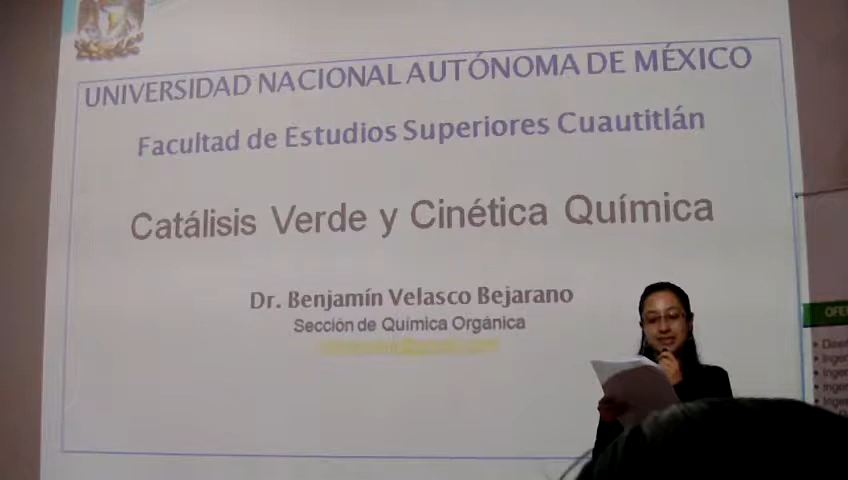 UNIVERSIDAD NACIONAL AUTÓNOMA DE MÉXICO
Facultad de Estudios Superiores Cuautitlán
Catálisis Verde y Cinética Química
Dr. Benjamín Velasco Bejarano
Sección de Química Orgánica